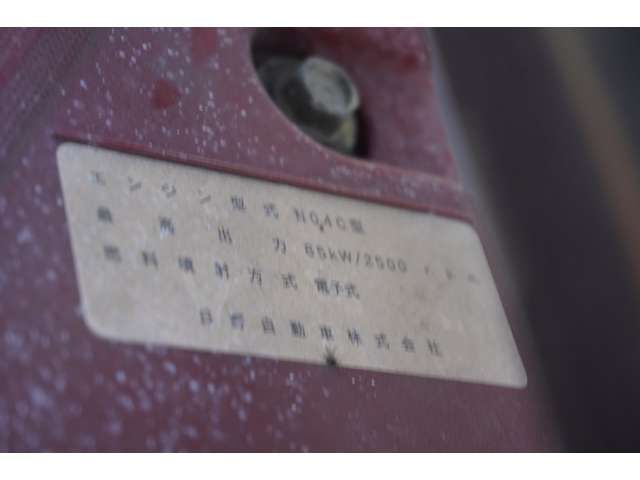 エンジン型式 N04C型
最高出力 65kW/2500 r.p.m
燃料噴射方式 電子式
日野自動車株式会社